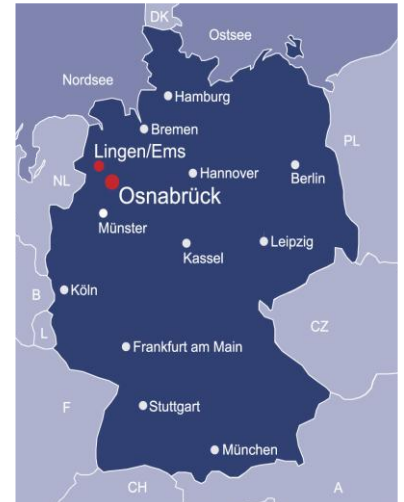 DK
Ostsee
Nordsee
Hamburg
Bremen
Lingen/Ems
PL
NL
Hannover
Berlin
Osnabrück
Münster
Kassel
Leipzig
B
Köln
L
CZ
Frankfurt am Main
F
Stuttgart
München
CH
A